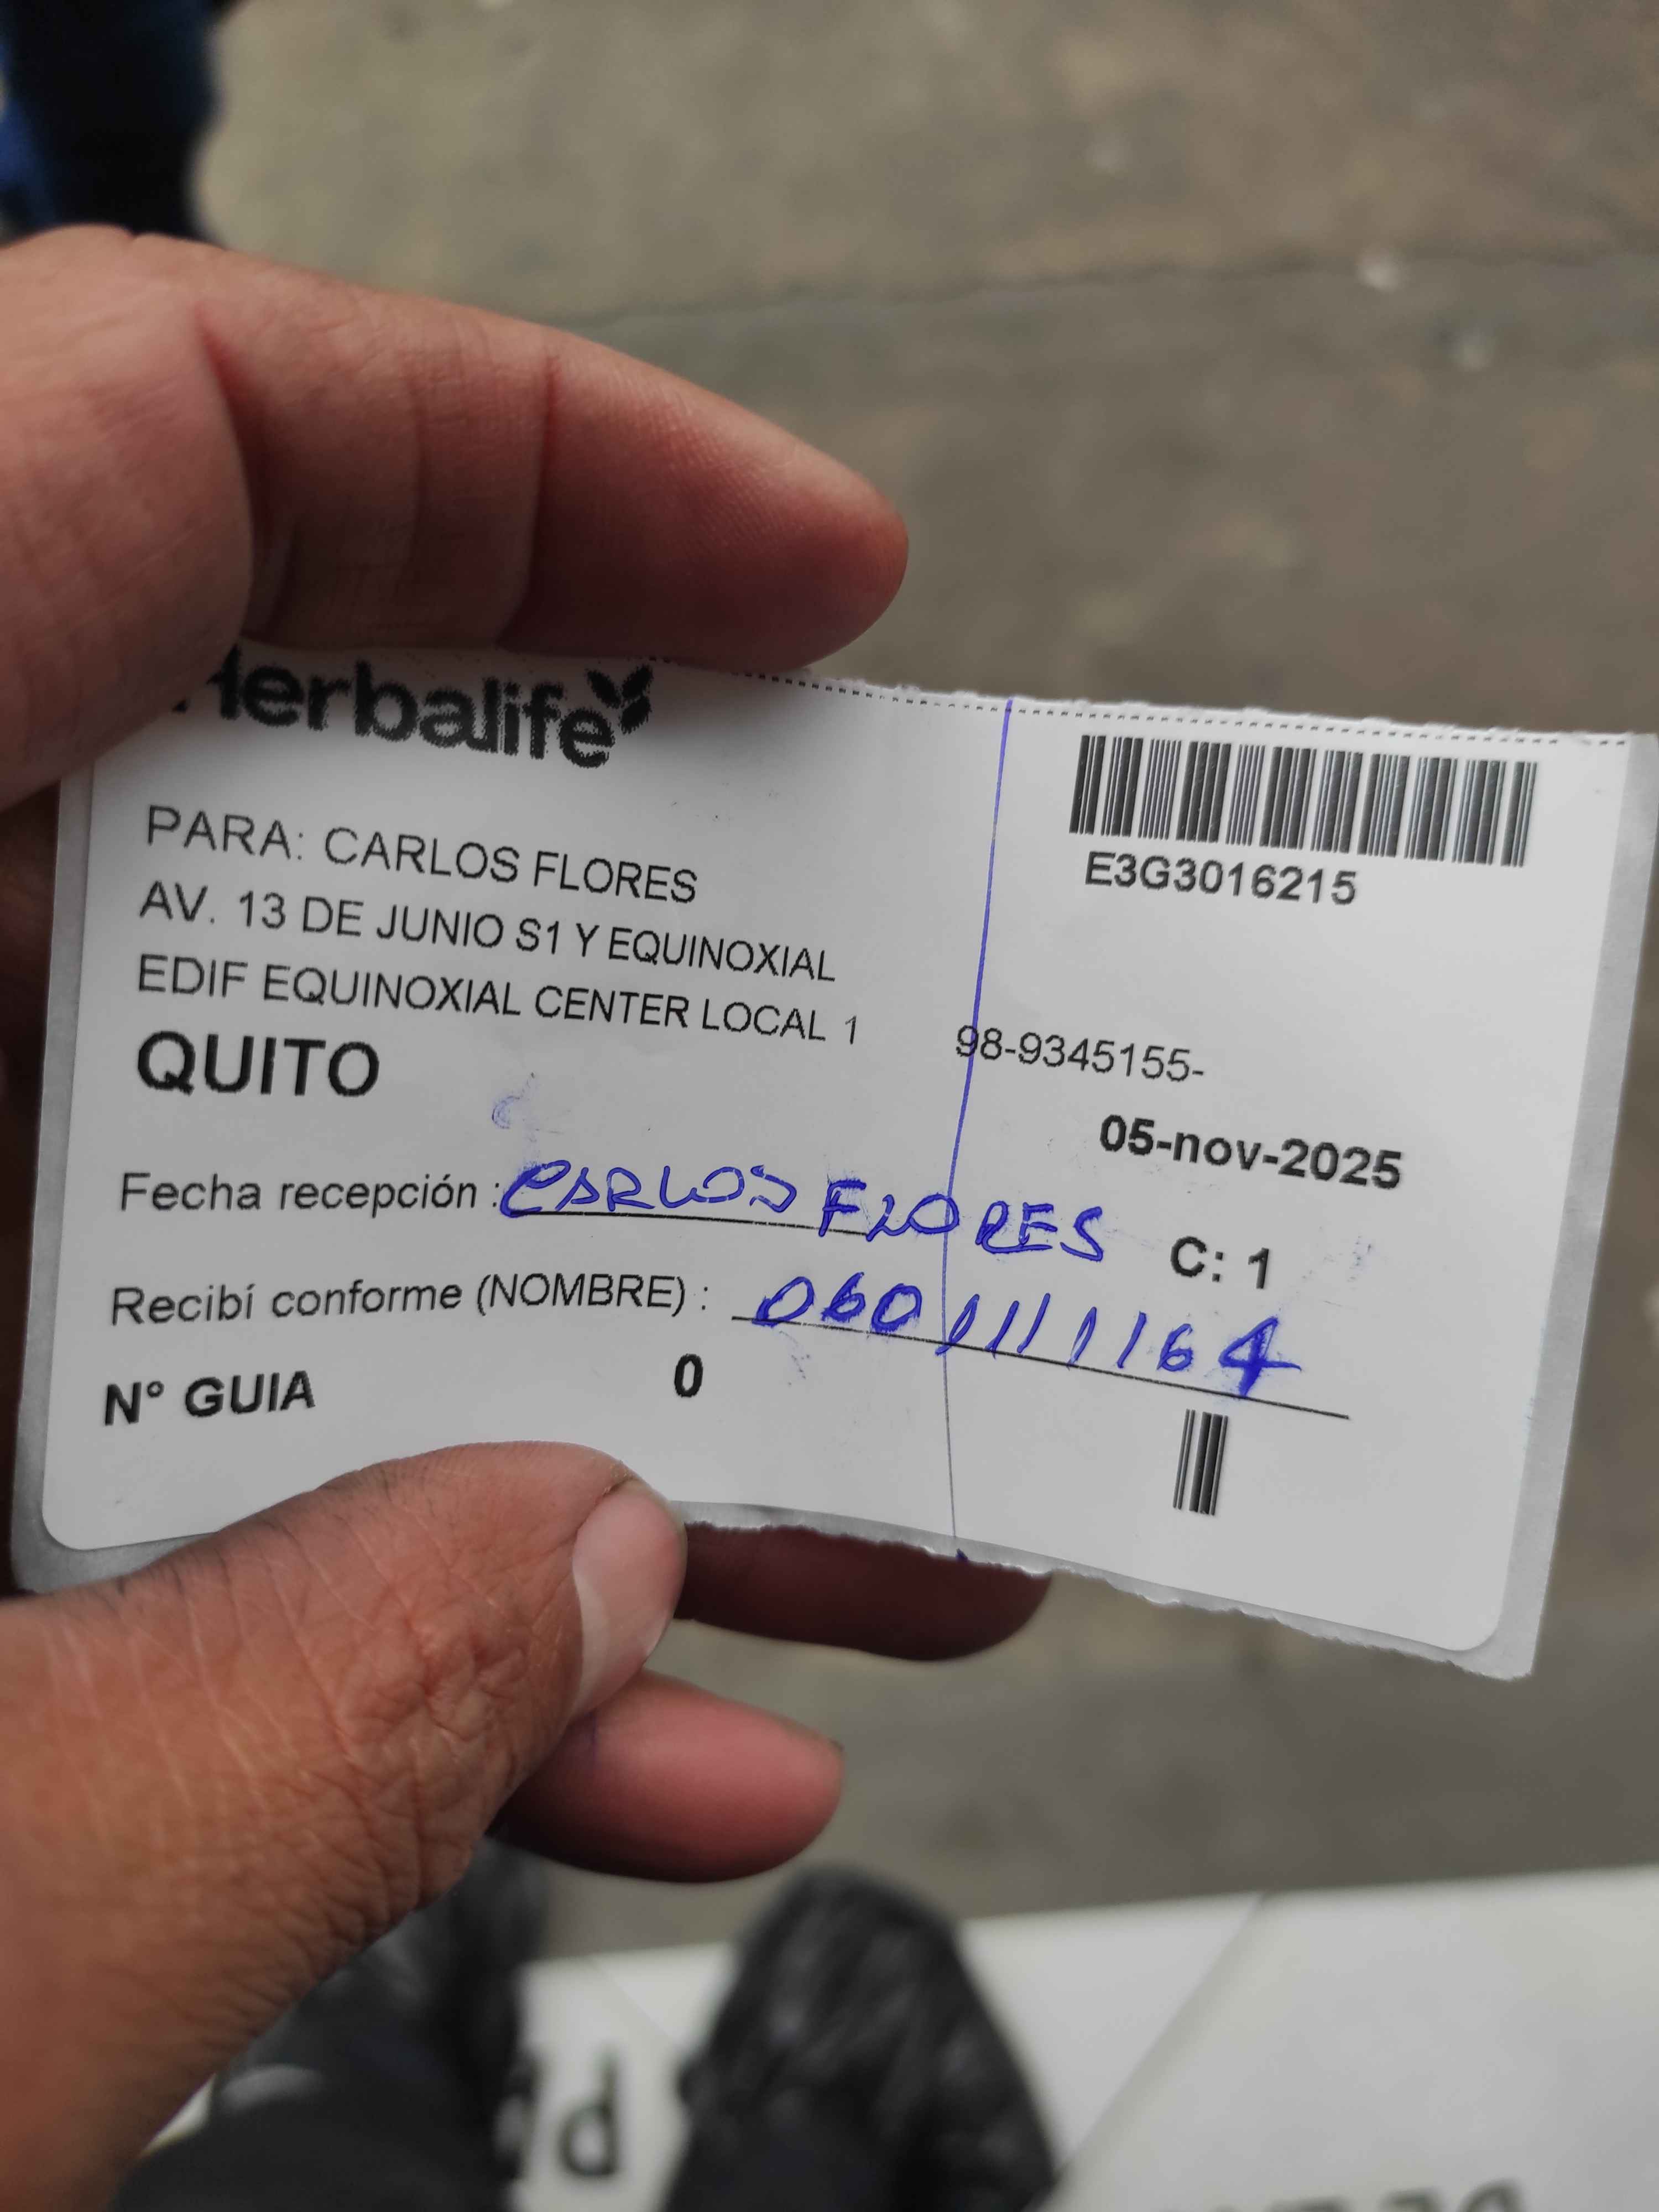 Herbalife
E3G3016215
PARA: CARLOS FLORES
AV. 13 DE JUNIO S1 Y EQUINOXIAL
EDIF EQUINOXIAL CENTER LOCAL 1
98-9345155-
QUITO
05-nov-2025
Fecha recepción : CARLOS FLORES
C: 1
Recibí conforme (NOMBRE) : 0601111164
N° GUIA 0